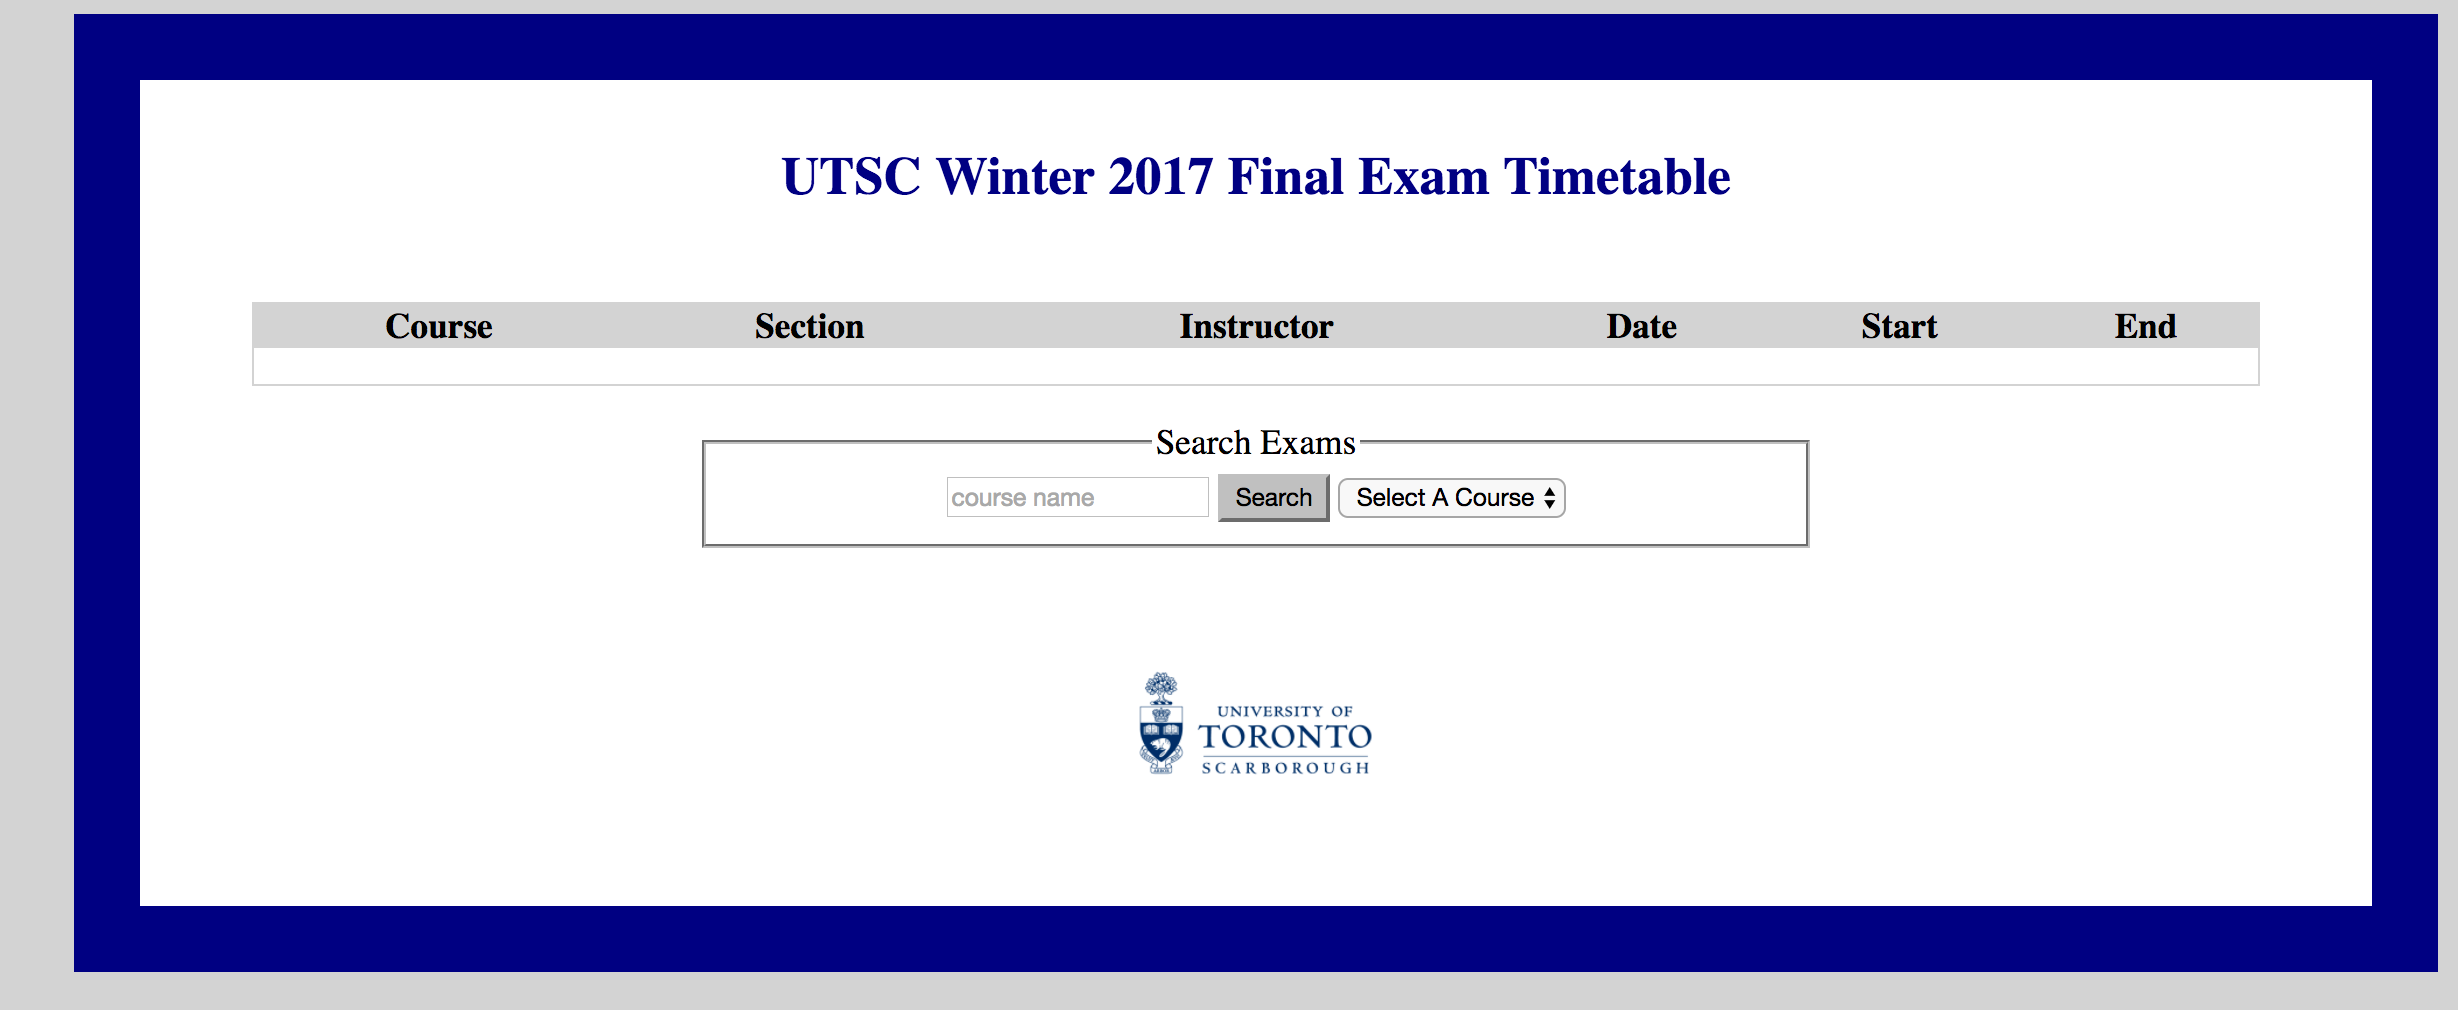 UTSC Winter 2017 Final Exam Timetable
Course Section Instructor Date Start End
Search Exams
course name Search Select A Course
UNIVERSITY OF
TORONTO
SCARBOROUGH